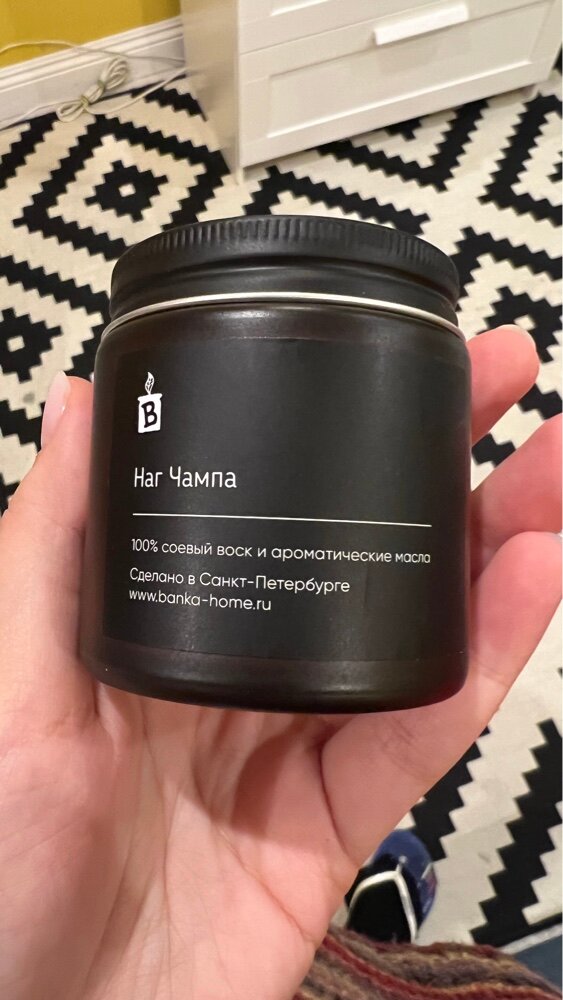 B
Наг Чампа
100% соевый воск и ароматические масла
Сделано в Санкт-Петербурге
www.banka-home.ru